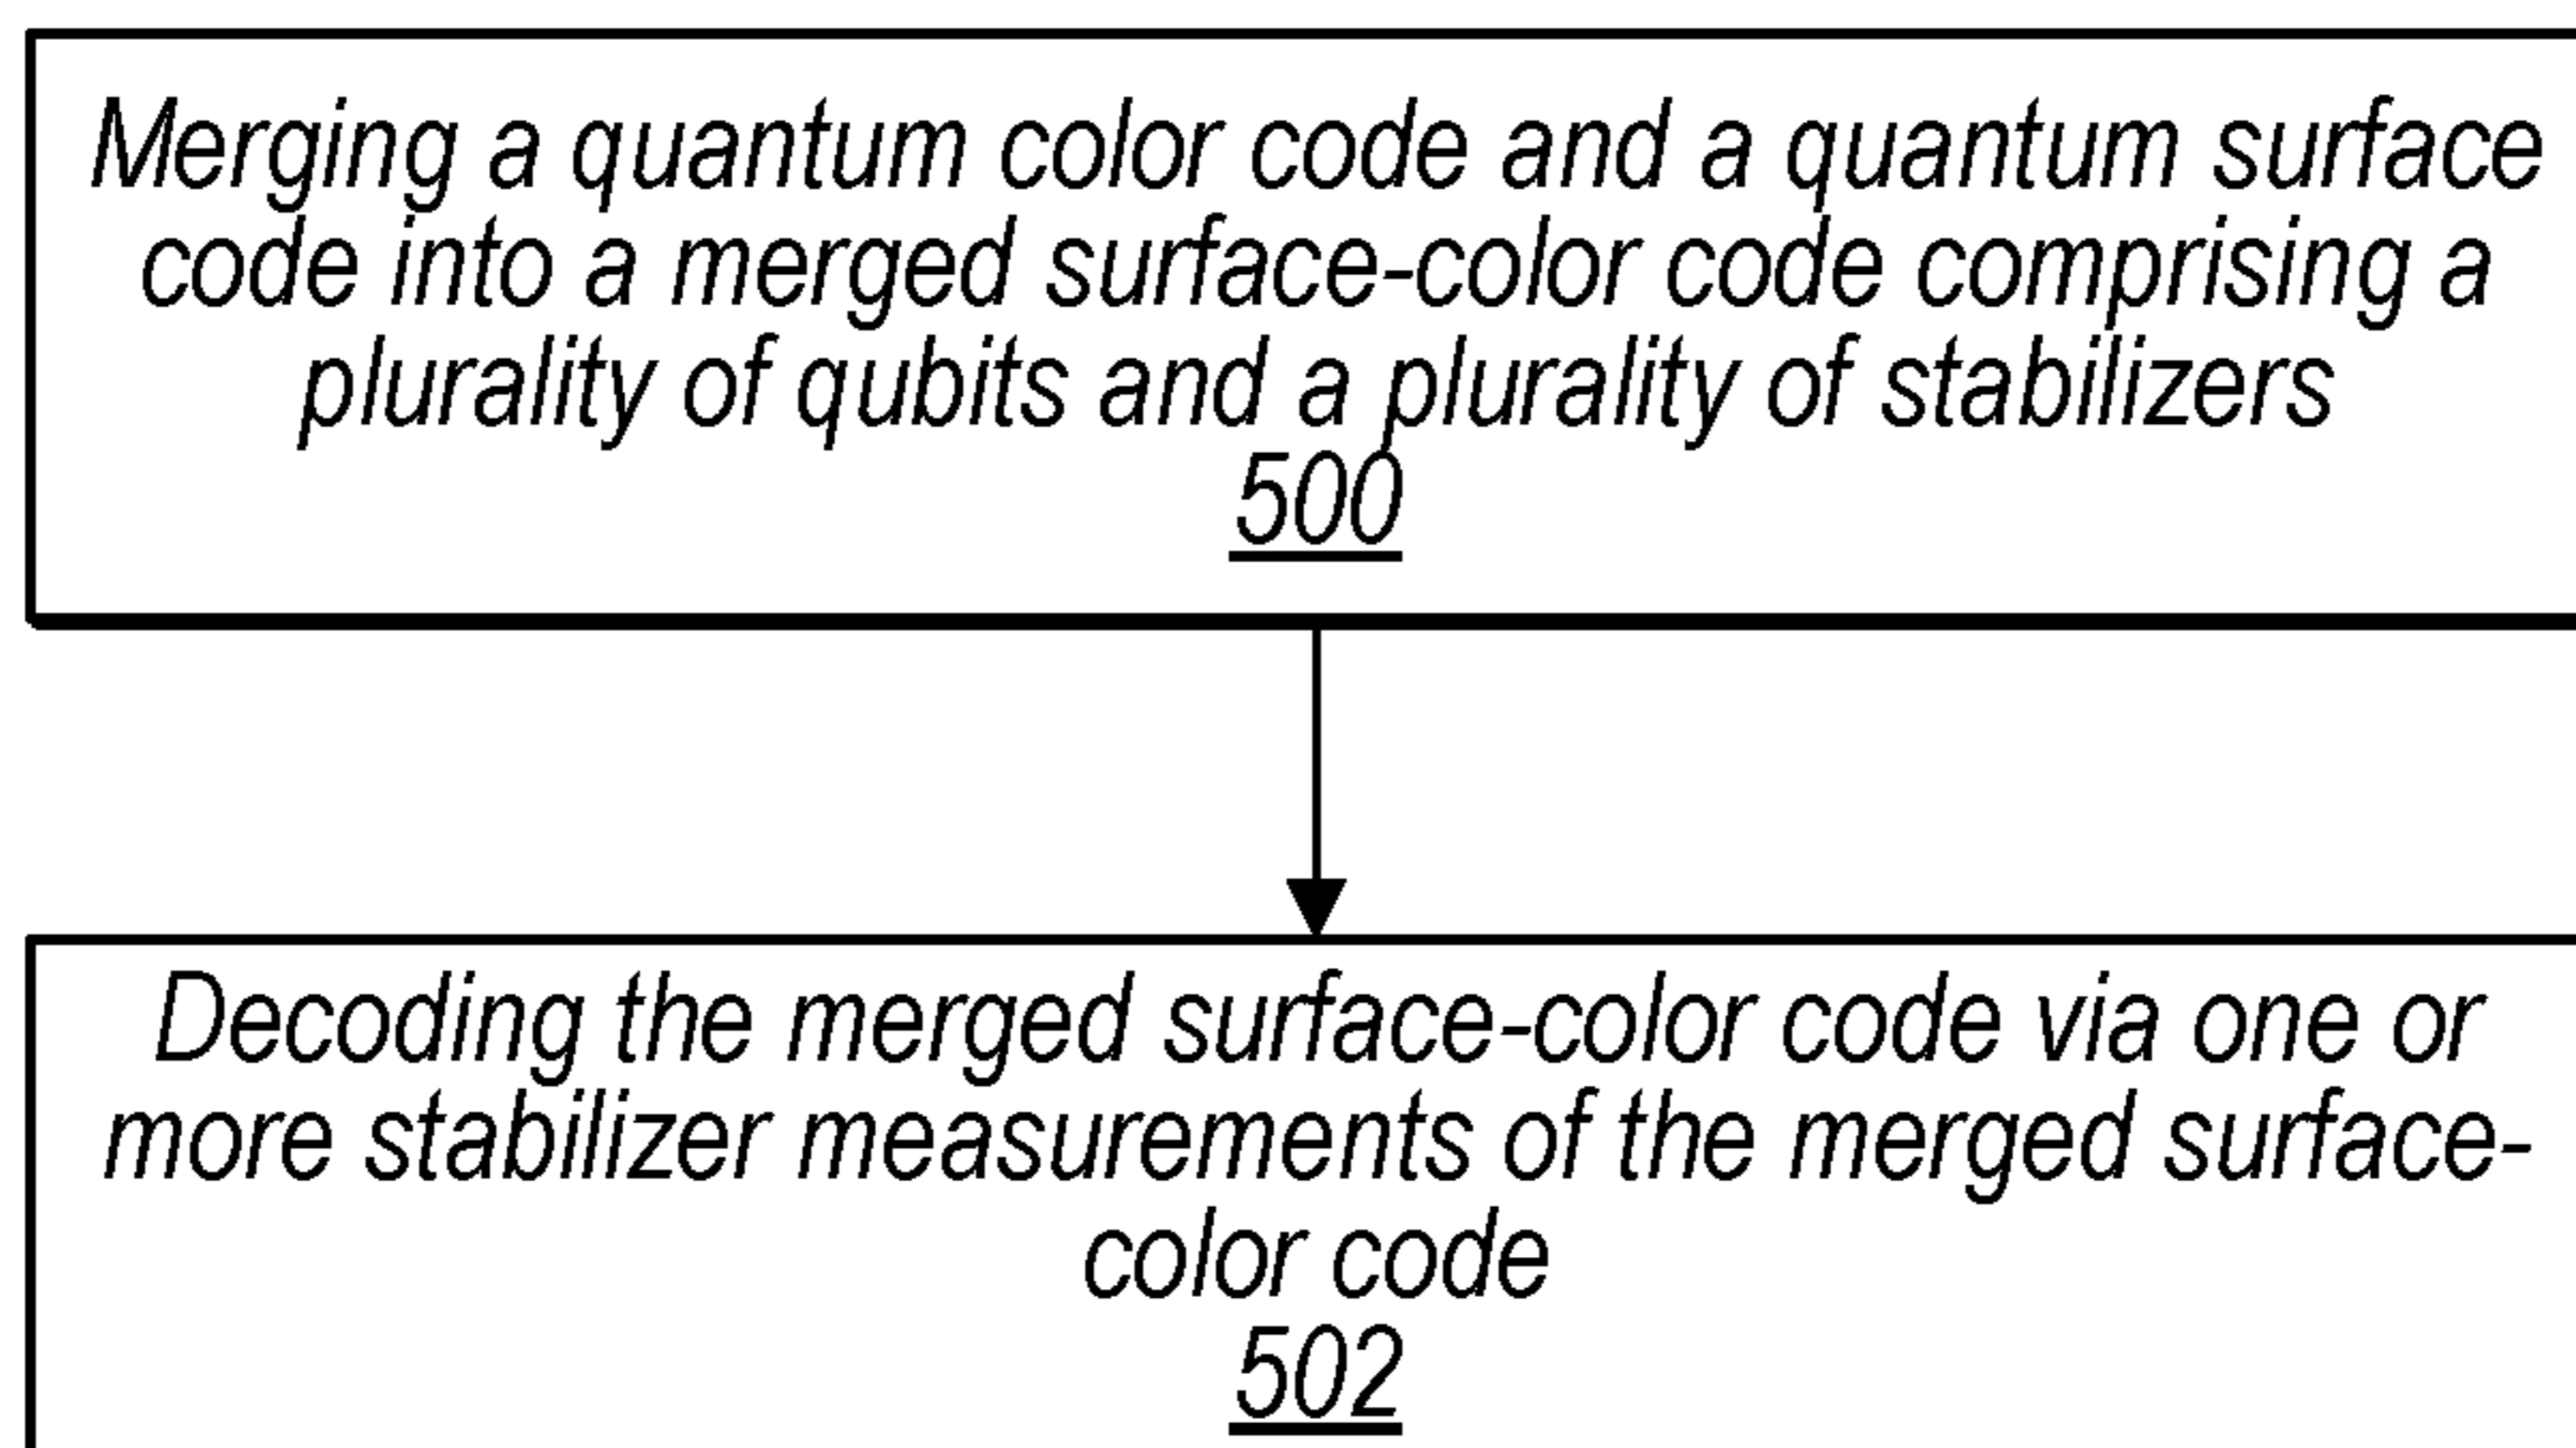 Merging a quantum color code and a quantum surface
code into a merged surface-color code comprising a
plurality of qubits and a plurality of stabilizers
500
Decoding the merged surface-color code via one or
more stabilizer measurements of the merged surface-
color code
502